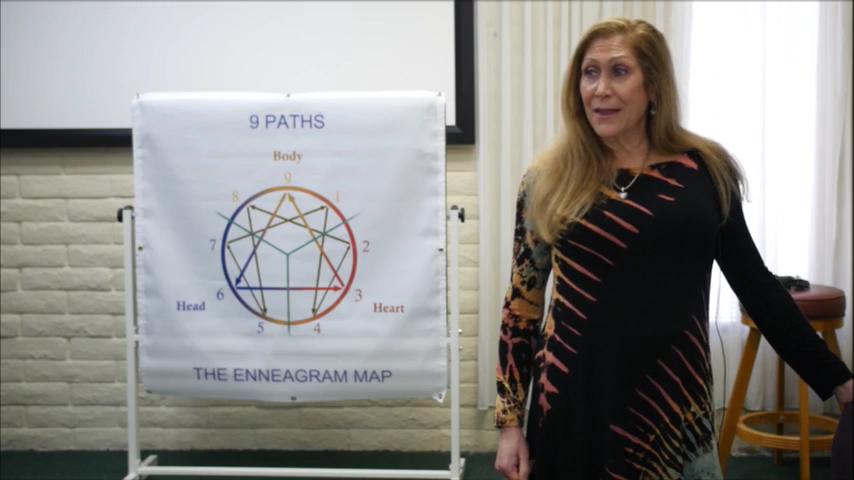 9 PATHS
Body
9
8 1
7 2
6 3
Head Heart
5 4
THE ENNEAGRAM MAP